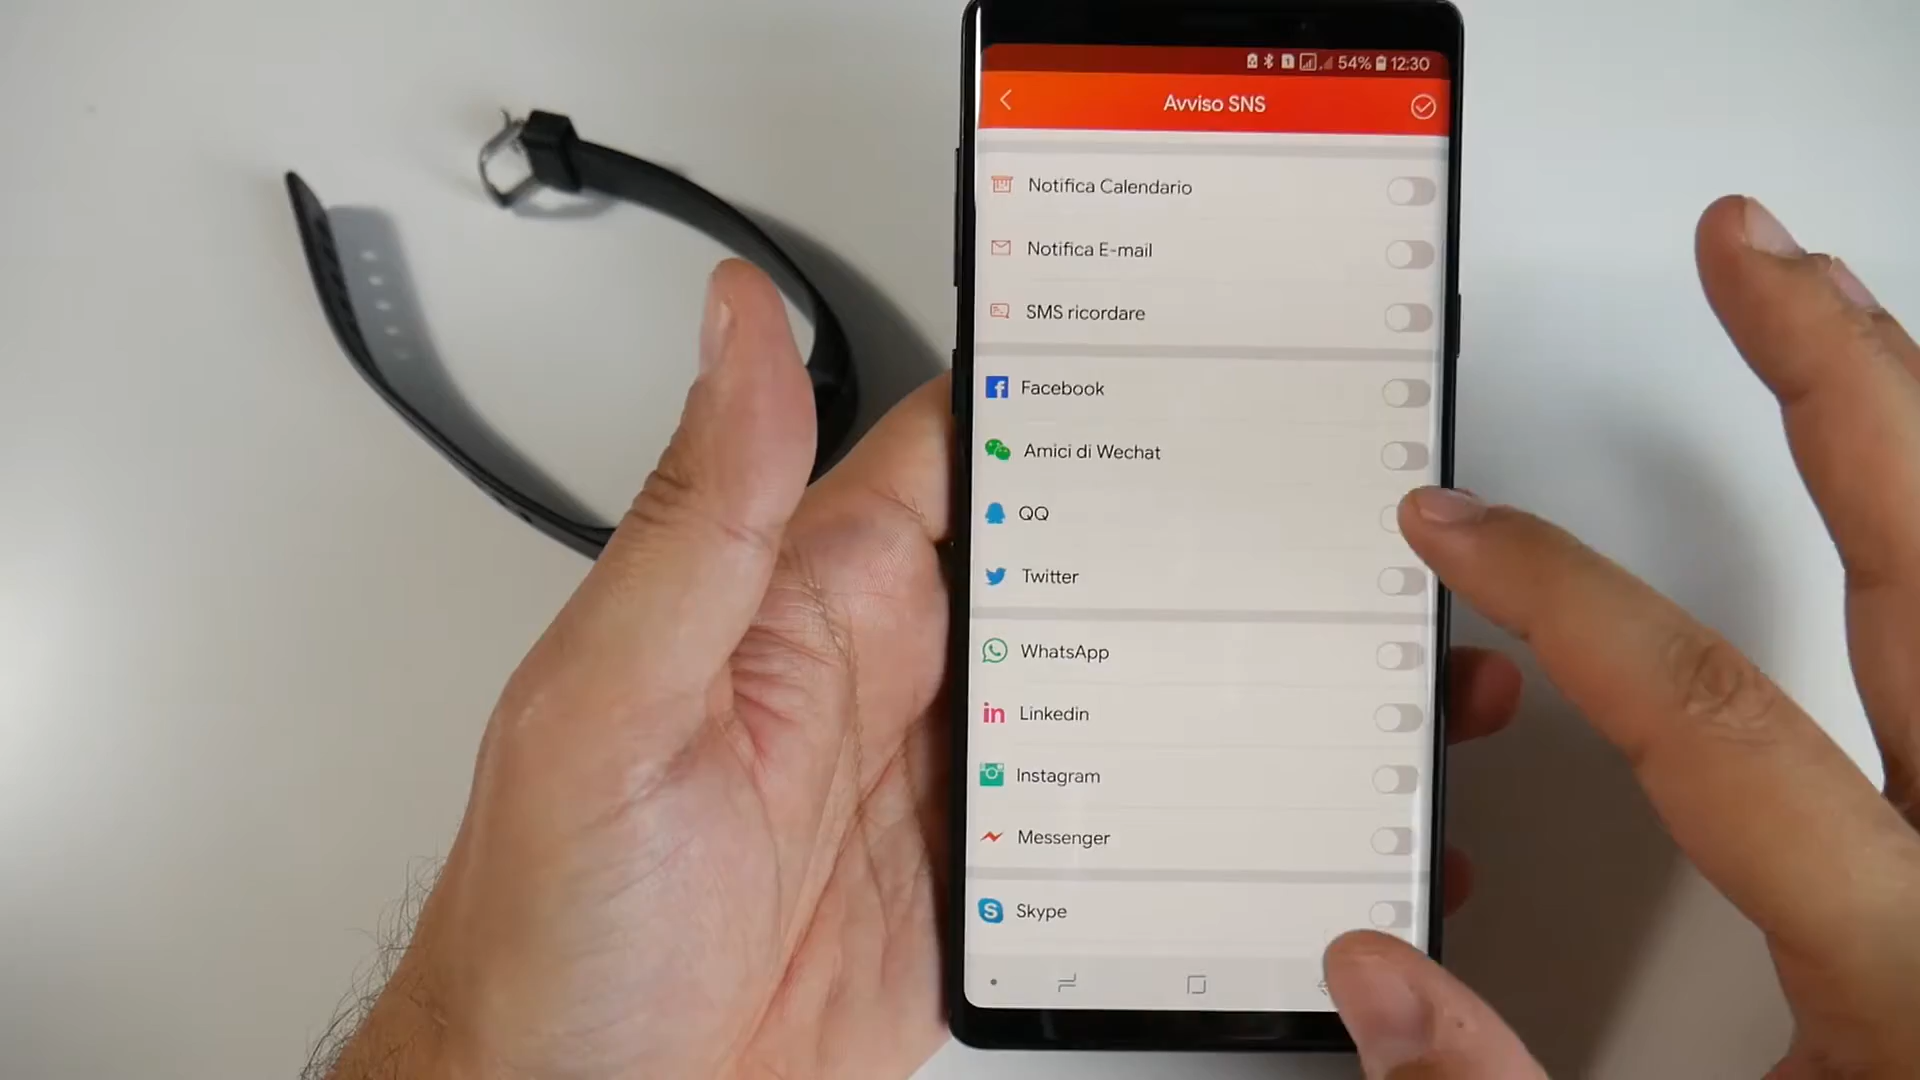 54% 12:30
Avviso SNS
Notifica Calendario
Notifica E-mail
SMS ricordare
Facebook
Amici di Wechat
QQ
Twitter
WhatsApp
in Linkedin
Instagram
Messenger
Skype